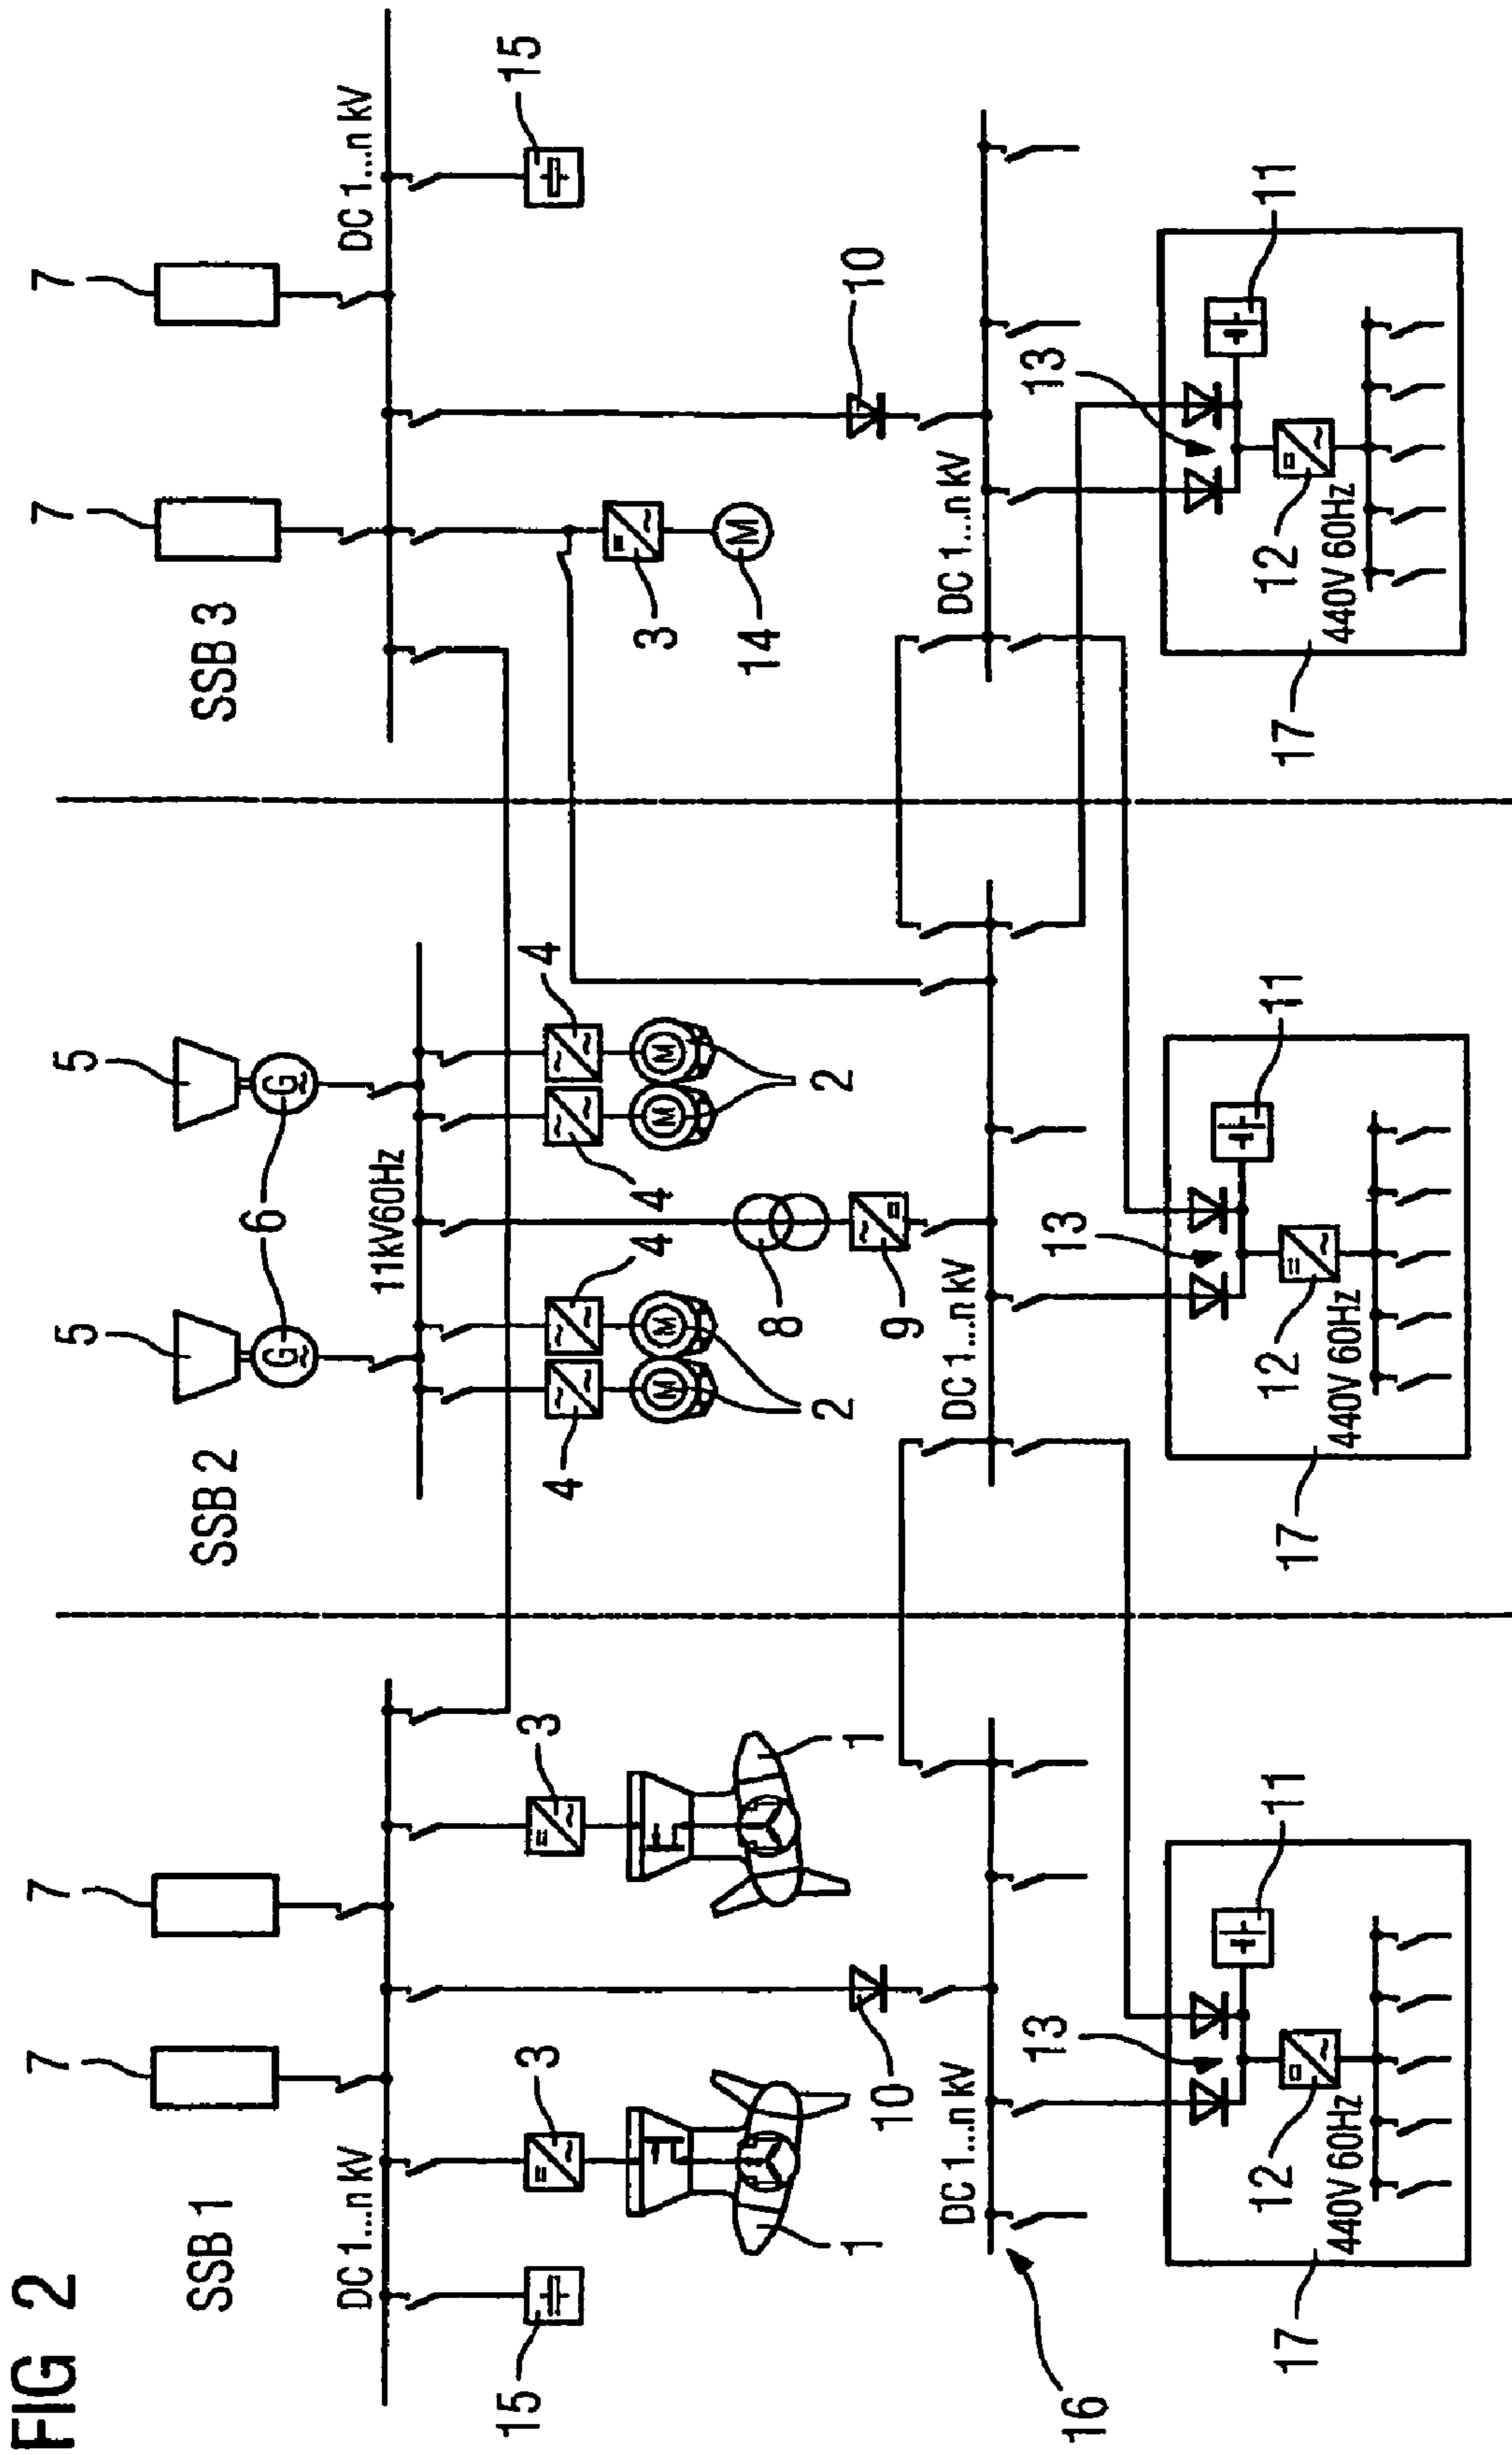 FIG 2
SSB 1
SSB 2
SSB 3
7
7
5
5
7
7
6
G
G
DC 1...n kV
11kV60Hz
DC 1...n kV
15
3
3
4
4
4
4
3
15
M
M
M
M
M
1
1
2
2
14
10
8
9
10
DC 1...n kV
DC 1...n kV
DC 1...n kV
16
13
11
13
11
13
11
12
12
12
440V 60Hz
440V 60Hz
440V 60Hz
17
17
17